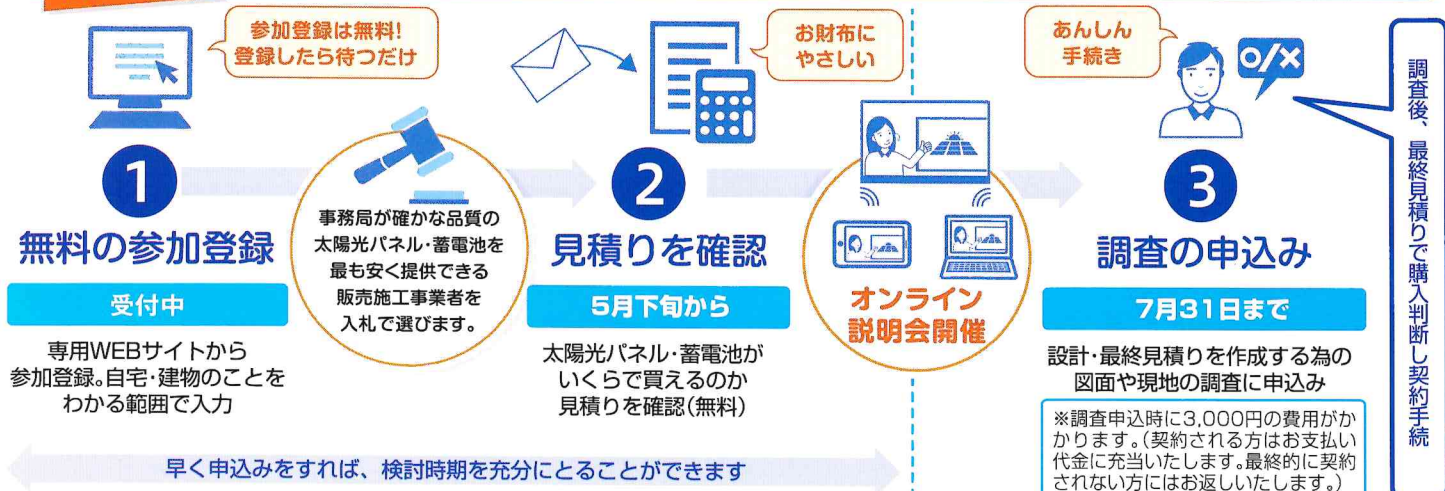 参加登録は無料!
登録したら待つだけ
1
無料の参加登録
受付中
専用WEBサイトから
参加登録。自宅・建物のことを
わかる範囲で入力
事務局が確かな品質の
太陽光パネル・蓄電池を
最も安く提供できる
販売施工事業者を
入札で選びます。
お財布に
やさしい
2
見積りを確認
5月下旬から
太陽光パネル・蓄電池が
いくらで買えるのか
見積りを確認(無料)
オンライン
説明会開催
早く申込みをすれば、検討時期を充分にとることができます
あんしん
手続き
○/×
3
調査の申込み
7月31日まで
設計・最終見積りを作成する為の
図面や現地の調査に申込み
※調査申込時に3,000円の費用がか
かります。(契約される方はお支払い
代金に充当いたします。最終的に契約
されない方にはお返しいたします。)
調査後、最終見積りで購入判断し契約手続